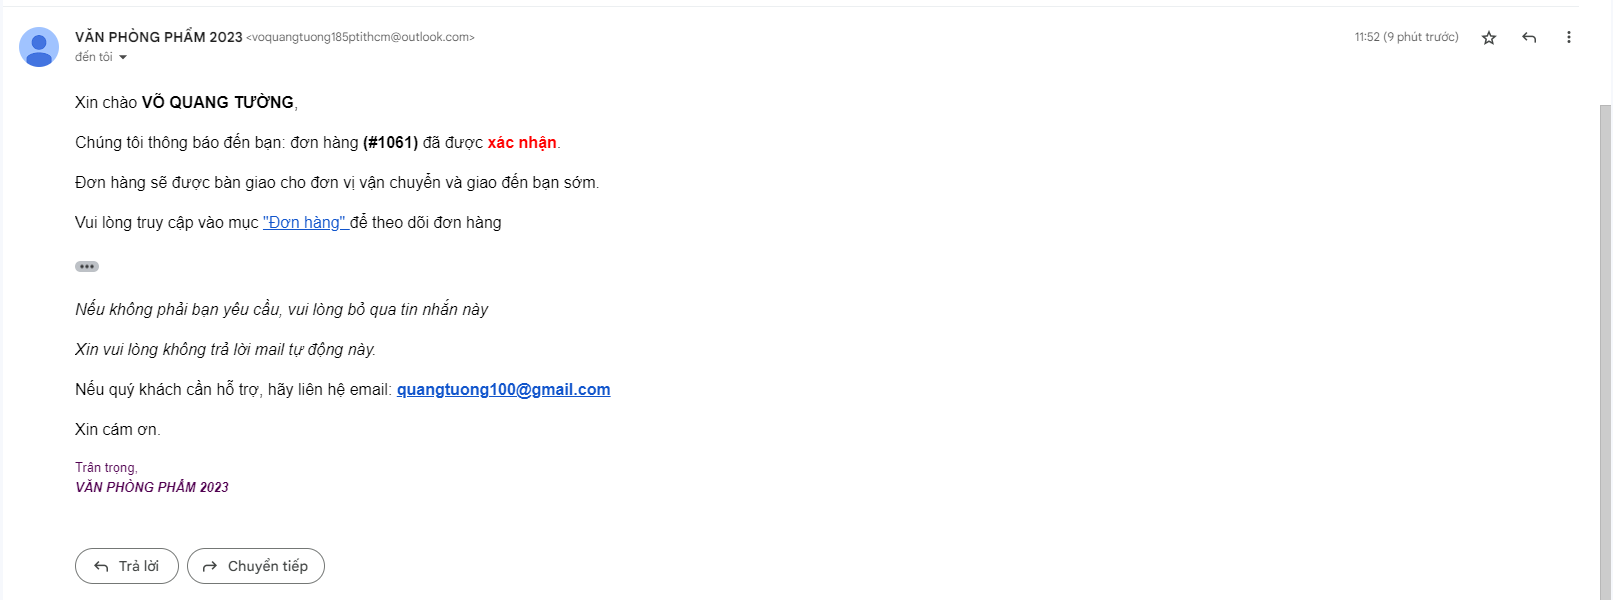 VĂN PHÒNG PHẨM 2023 <voquangtuong185ptithcm@outlook.com>
11:52 (9 phút trước)
đến tôi
Xin chào VÕ QUANG TƯỜNG,
Chúng tôi thông báo đến bạn: đơn hàng (#1061) đã được xác nhận.
Đơn hàng sẽ được bàn giao cho đơn vị vận chuyển và giao đến bạn sớm.
Vui lòng truy cập vào mục "Đơn hàng" để theo dõi đơn hàng
Nếu không phải bạn yêu cầu, vui lòng bỏ qua tin nhắn này
Xin vui lòng không trả lời mail tự động này.
Nếu quý khách cần hỗ trợ, hãy liên hệ email: quangtuong100@gmail.com
Xin cám ơn.
Trân trọng,
VĂN PHÒNG PHẨM 2023
Trả lời
Chuyển tiếp